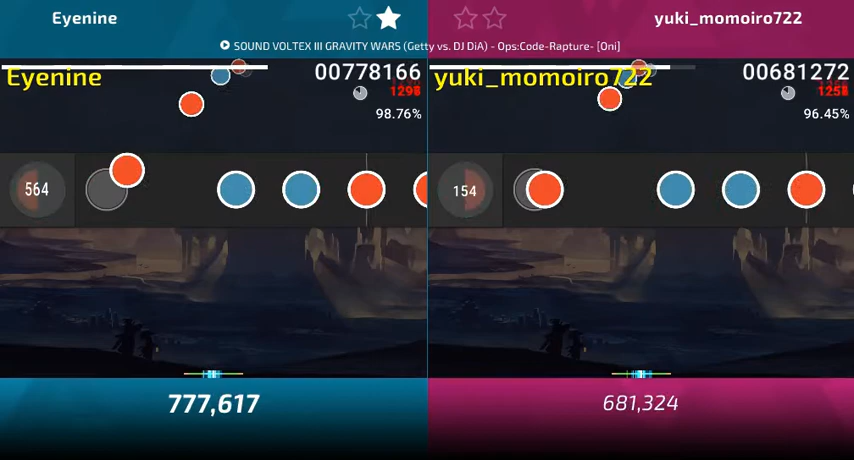 Eyenine
yuki_momoiro722
SOUND VOLTEX III GRAVITY WARS (Getty vs. DJ DiA) - Ops:Code-Rapture- [Oni]
Eyenine
00778166
98.76%
564
yuki_momoiro722
00681272
96.45%
154
777,617
681,324